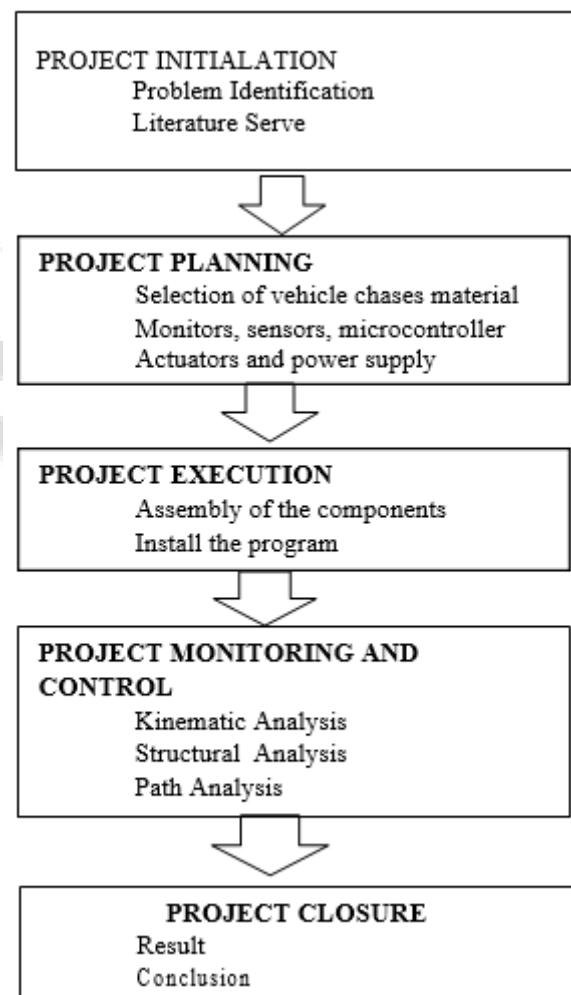 PROJECT INITIALATION
Problem Identification
Literature Serve
PROJECT PLANNING
Selection of vehicle chases material
Monitors, sensors, microcontroller
Actuators and power supply
PROJECT EXECUTION
Assembly of the components
Install the program
PROJECT MONITORING AND
CONTROL
Kinematic Analysis
Structural Analysis
Path Analysis
PROJECT CLOSURE
Result
Conclusion